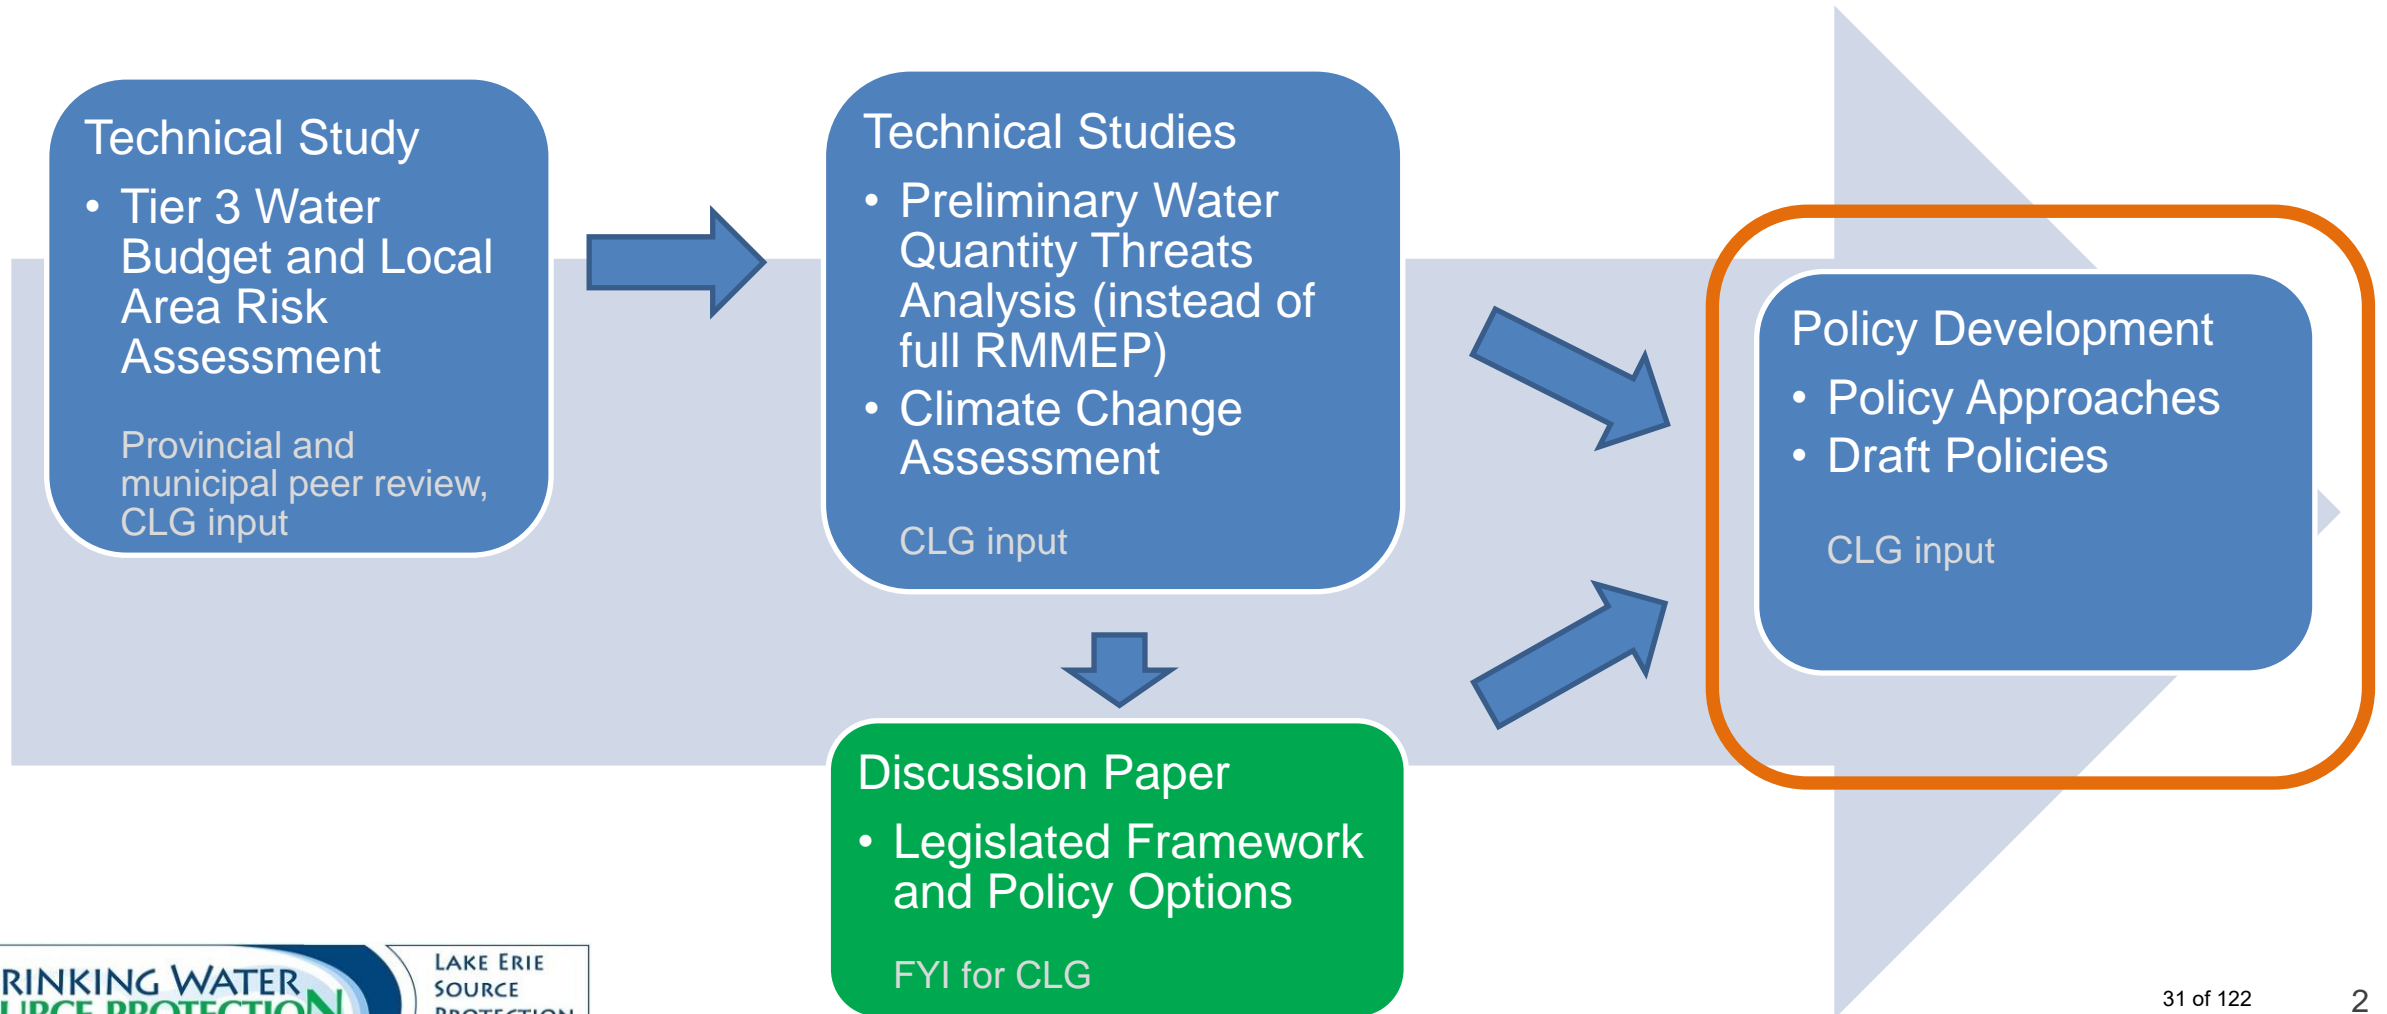 Technical Study
• Tier 3 Water
Budget and Local
Area Risk
Assessment
Provincial and
municipal peer review,
CLG input
Technical Studies
• Preliminary Water
Quantity Threats
Analysis (instead of
full RMMEP)
• Climate Change
Assessment
CLG input
Policy Development
• Policy Approaches
• Draft Policies
CLG input
Discussion Paper
• Legislated Framework
and Policy Options
FYI for CLG
RINKING WATER
URCE PROTECTION
LAKE ERIE
SOURCE
PROTECTION
31 of 122
2